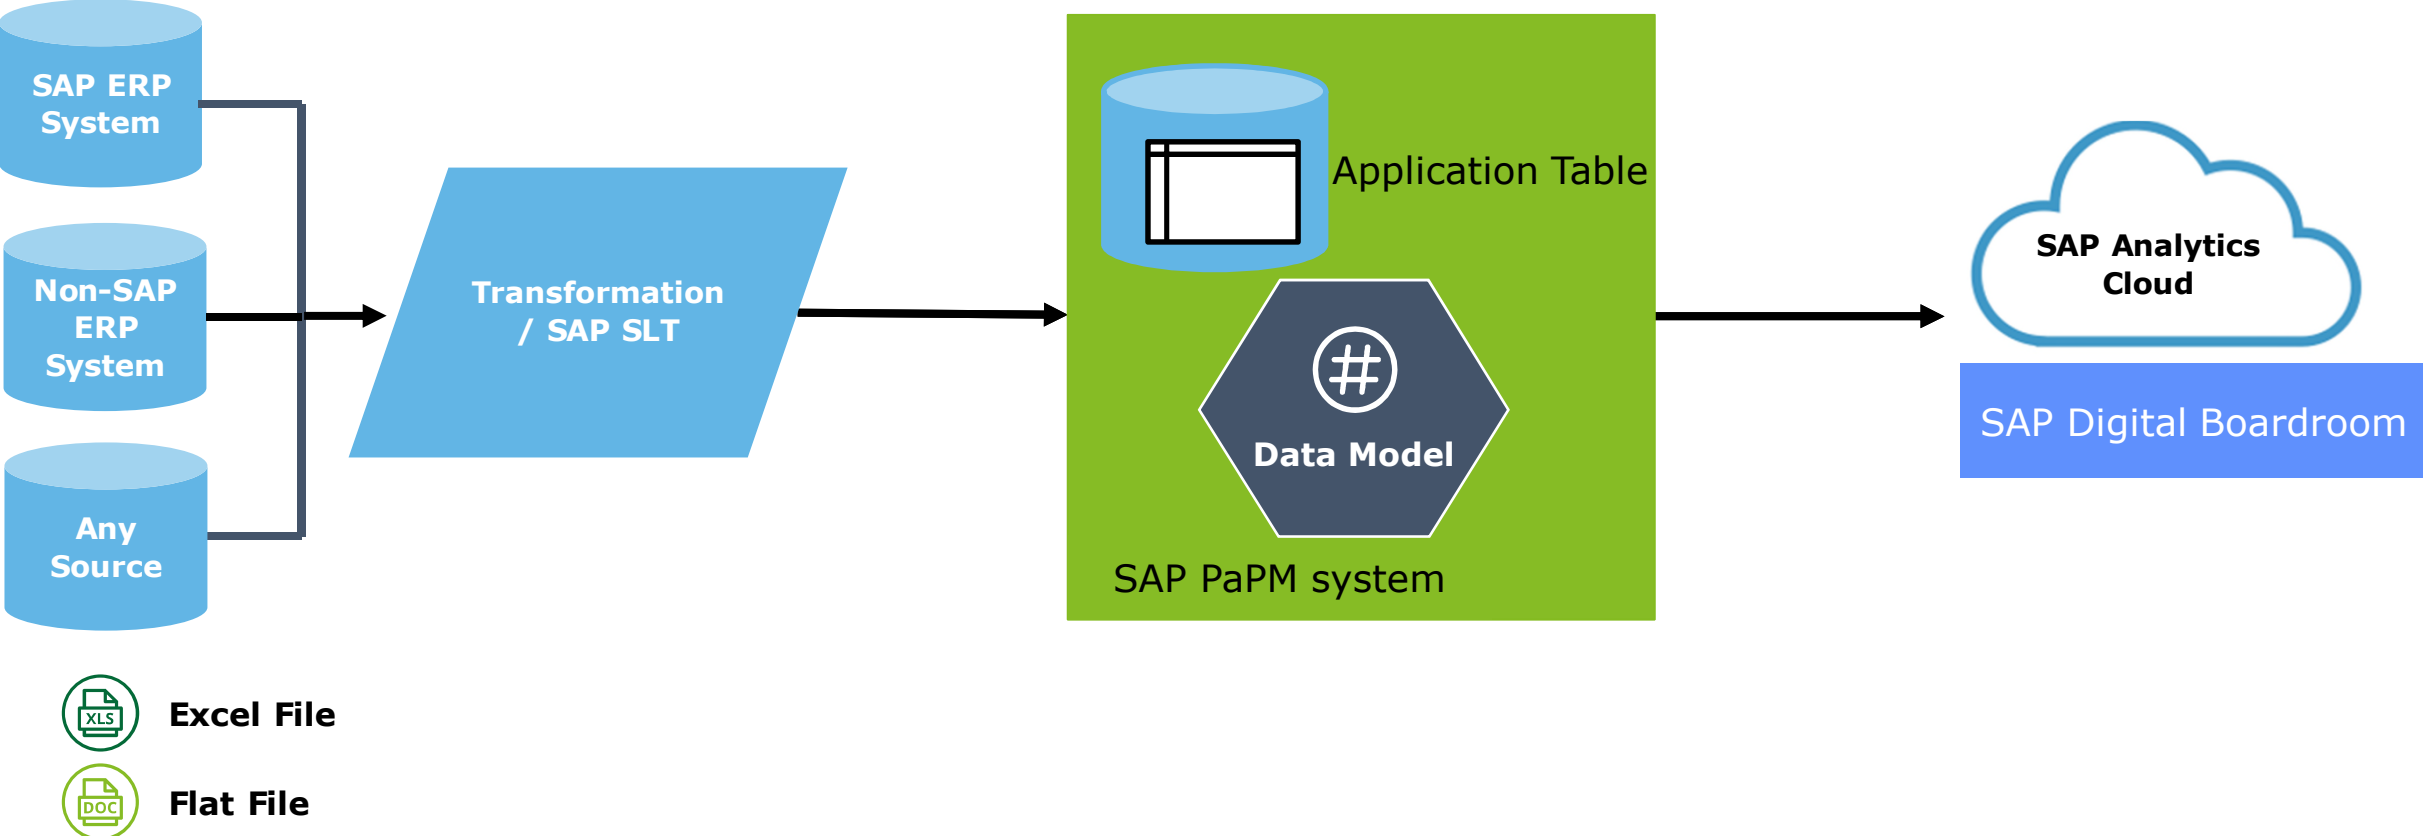 SAP ERP
System
Non-SAP
ERP
System
Any
Source
XLS
Excel File
DOC
Flat File
Transformation
/ SAP SLT
Application Table
#
Data Model
SAP PaPM system
SAP Analytics
Cloud
SAP Digital Boardroom